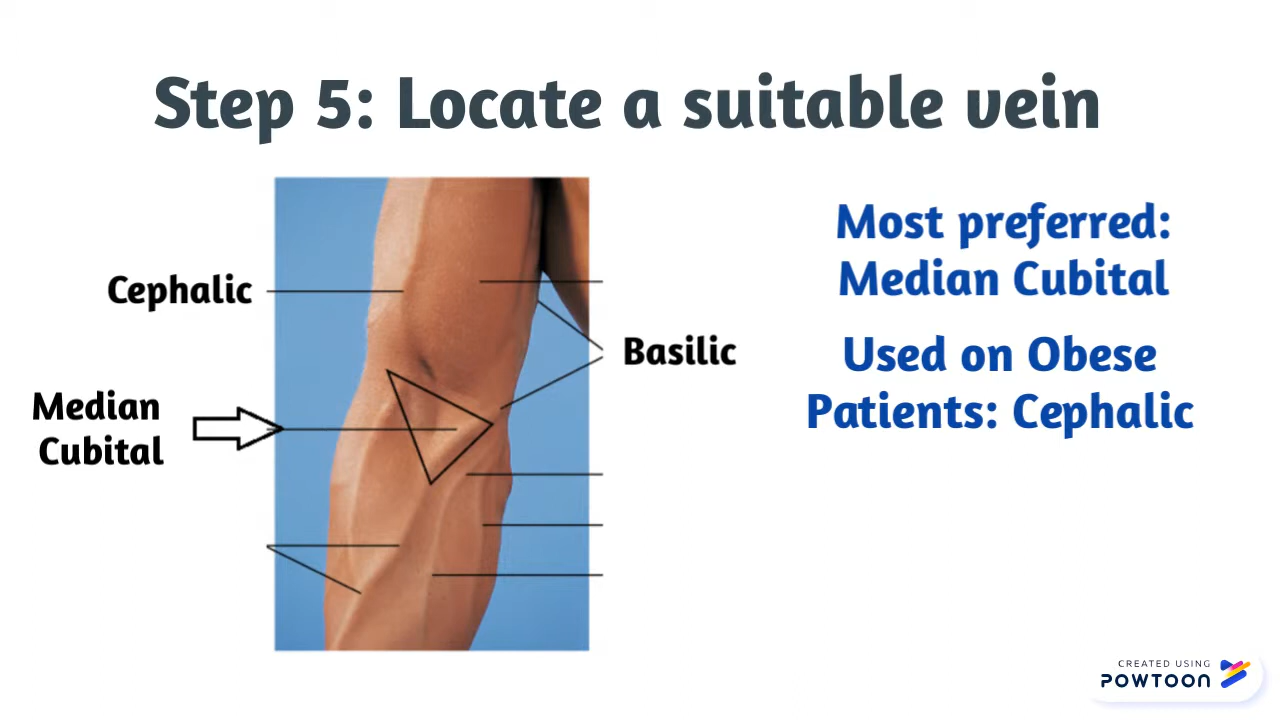 Step 5: Locate a suitable vein
Cephalic
Median
Cubital
Basilic
Most preferred:
Median Cubital
Used on Obese
Patients: Cephalic
CREATED USING
POWTOON